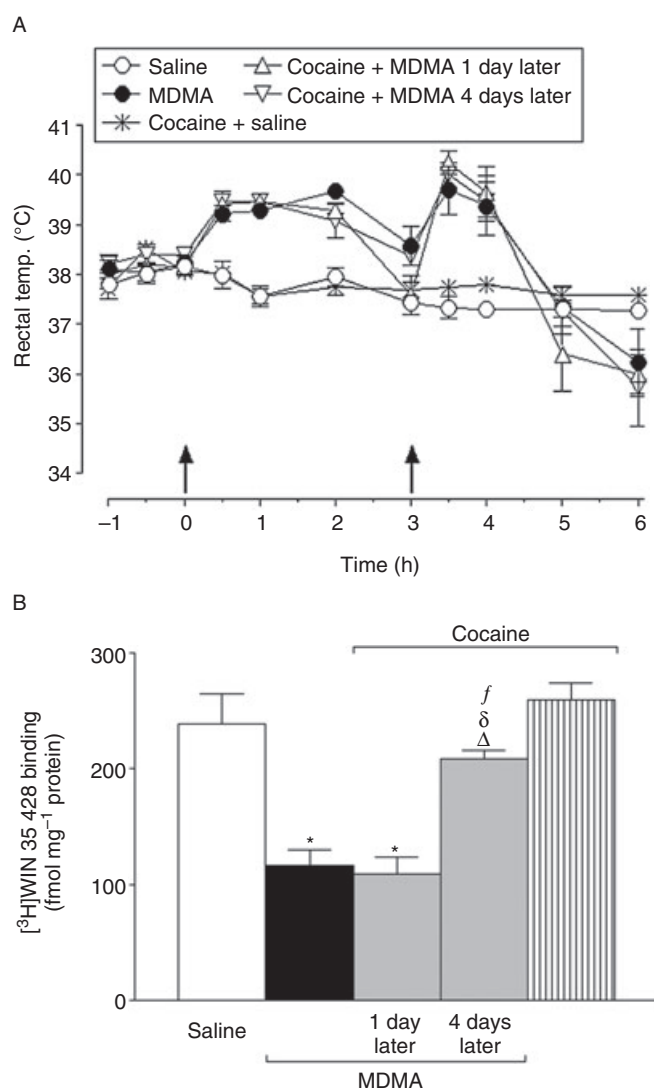 A
Saline
MDMA
Cocaine + saline
Cocaine + MDMA 1 day later
Cocaine + MDMA 4 days later
Rectal temp. (°C)
41
40
39
38
37
36
35
34
–1 0 1 2 3 4 5 6
Time (h)
B
Cocaine
[³H]WIN 35 428 binding
(fmol mg⁻¹ protein)
300
200
100
0
*
*
f
δ
Δ
Saline
1 day
later
4 days
later
MDMA